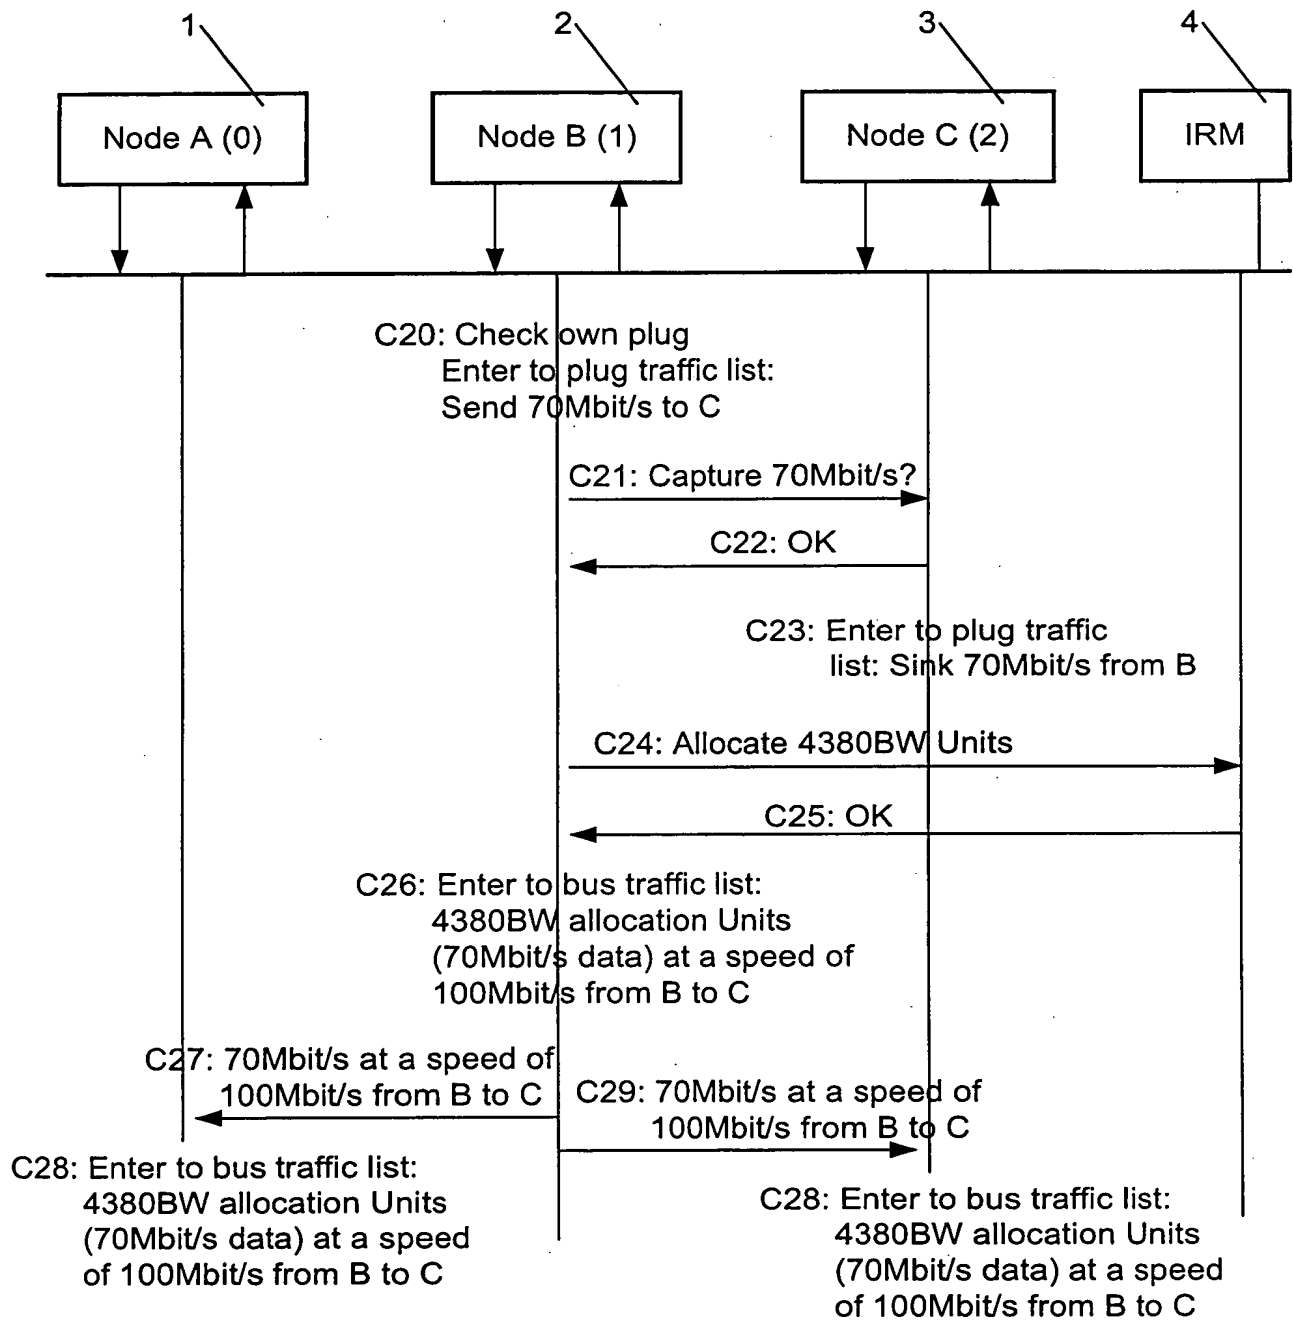 1
2
3
4
Node A (0)
Node B (1)
Node C (2)
IRM
C20: Check own plug
Enter to plug traffic list:
Send 70Mbit/s to C
C21: Capture 70Mbit/s?
C22: OK
C23: Enter to plug traffic
list: Sink 70Mbit/s from B
C24: Allocate 4380BW Units
C25: OK
C26: Enter to bus traffic list:
4380BW allocation Units
(70Mbit/s data) at a speed of
100Mbit/s from B to C
C27: 70Mbit/s at a speed of
100Mbit/s from B to C
C29: 70Mbit/s at a speed of
100Mbit/s from B to C
C28: Enter to bus traffic list:
4380BW allocation Units
(70Mbit/s data) at a speed
of 100Mbit/s from B to C
C28: Enter to bus traffic list:
4380BW allocation Units
(70Mbit/s data) at a speed
of 100Mbit/s from B to C